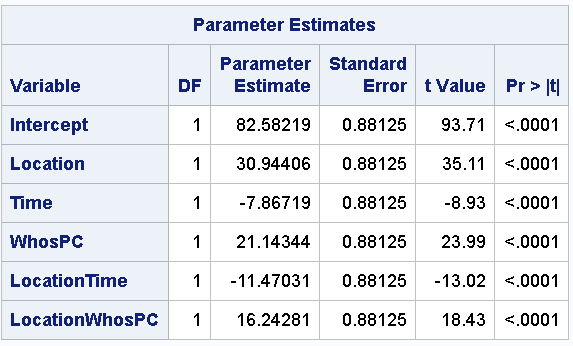 Parameter Estimates
Variable DF Parameter Estimate Standard Error t Value Pr > |t|
Intercept 1 82.58219 0.88125 93.71 <.0001
Location 1 30.94406 0.88125 35.11 <.0001
Time 1 -7.86719 0.88125 -8.93 <.0001
WhosPC 1 21.14344 0.88125 23.99 <.0001
LocationTime 1 -11.47031 0.88125 -13.02 <.0001
LocationWhosPC 1 16.24281 0.88125 18.43 <.0001